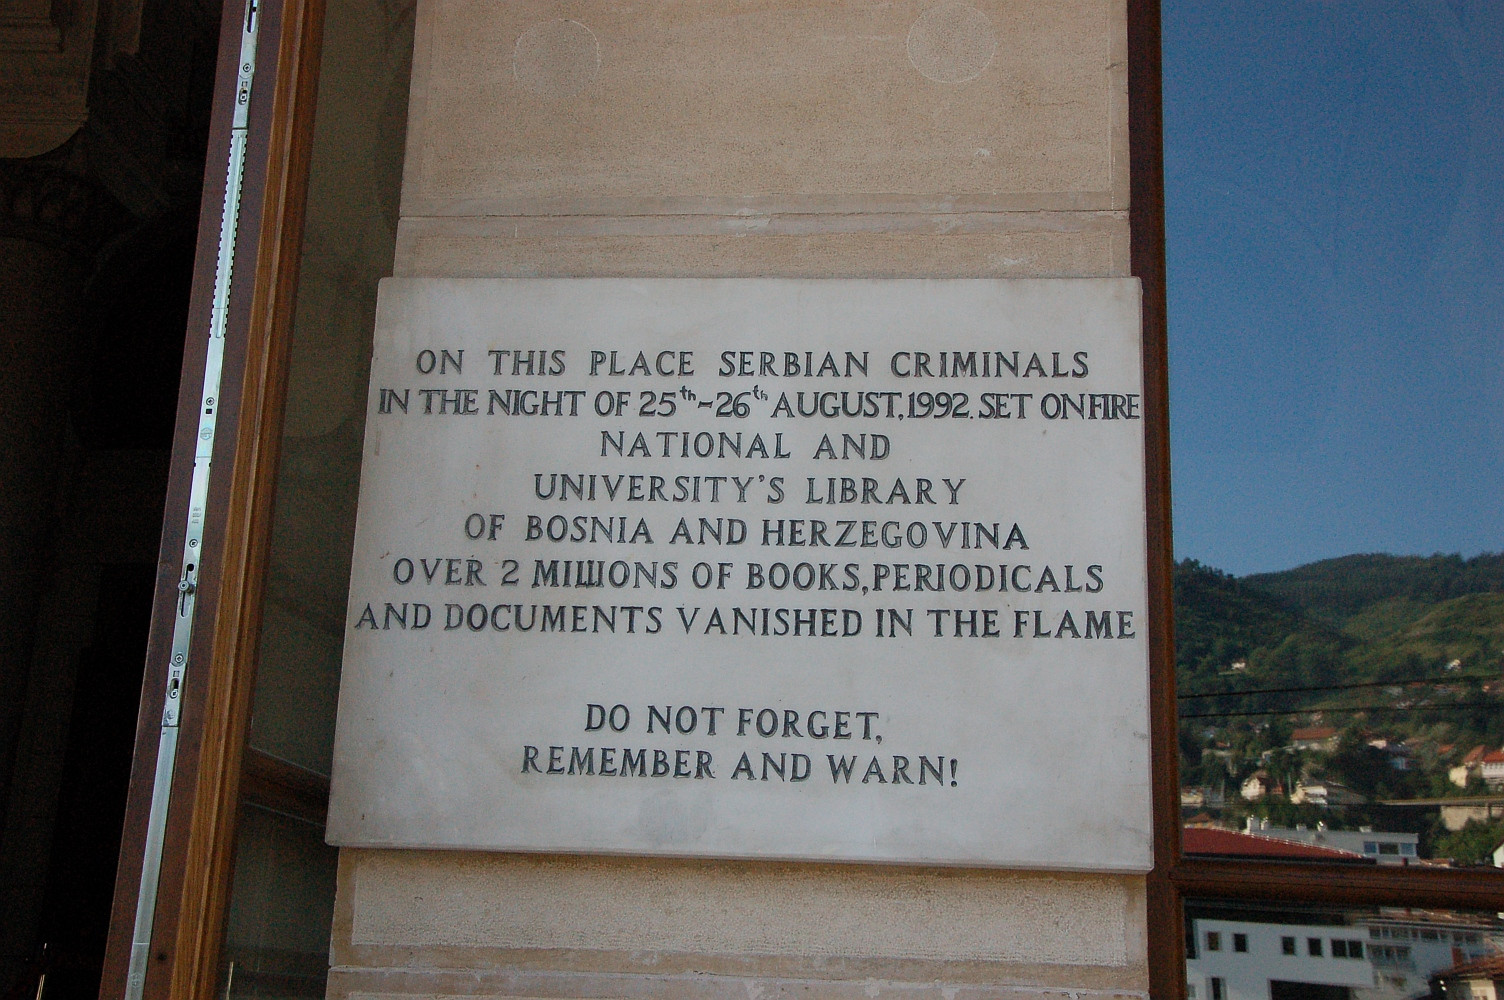 ON THIS PLACE SERBIAN CRIMINALS
IN THE NIGHT OF 25th-26th AUGUST, 1992. SET ON FIRE
NATIONAL AND
UNIVERSITY'S LIBRARY
OF BOSNIA AND HERZEGOVINA
OVER 2 MILLIONS OF BOOKS, PERIODICALS
AND DOCUMENTS VANISHED IN THE FLAME
DO NOT FORGET,
REMEMBER AND WARN!